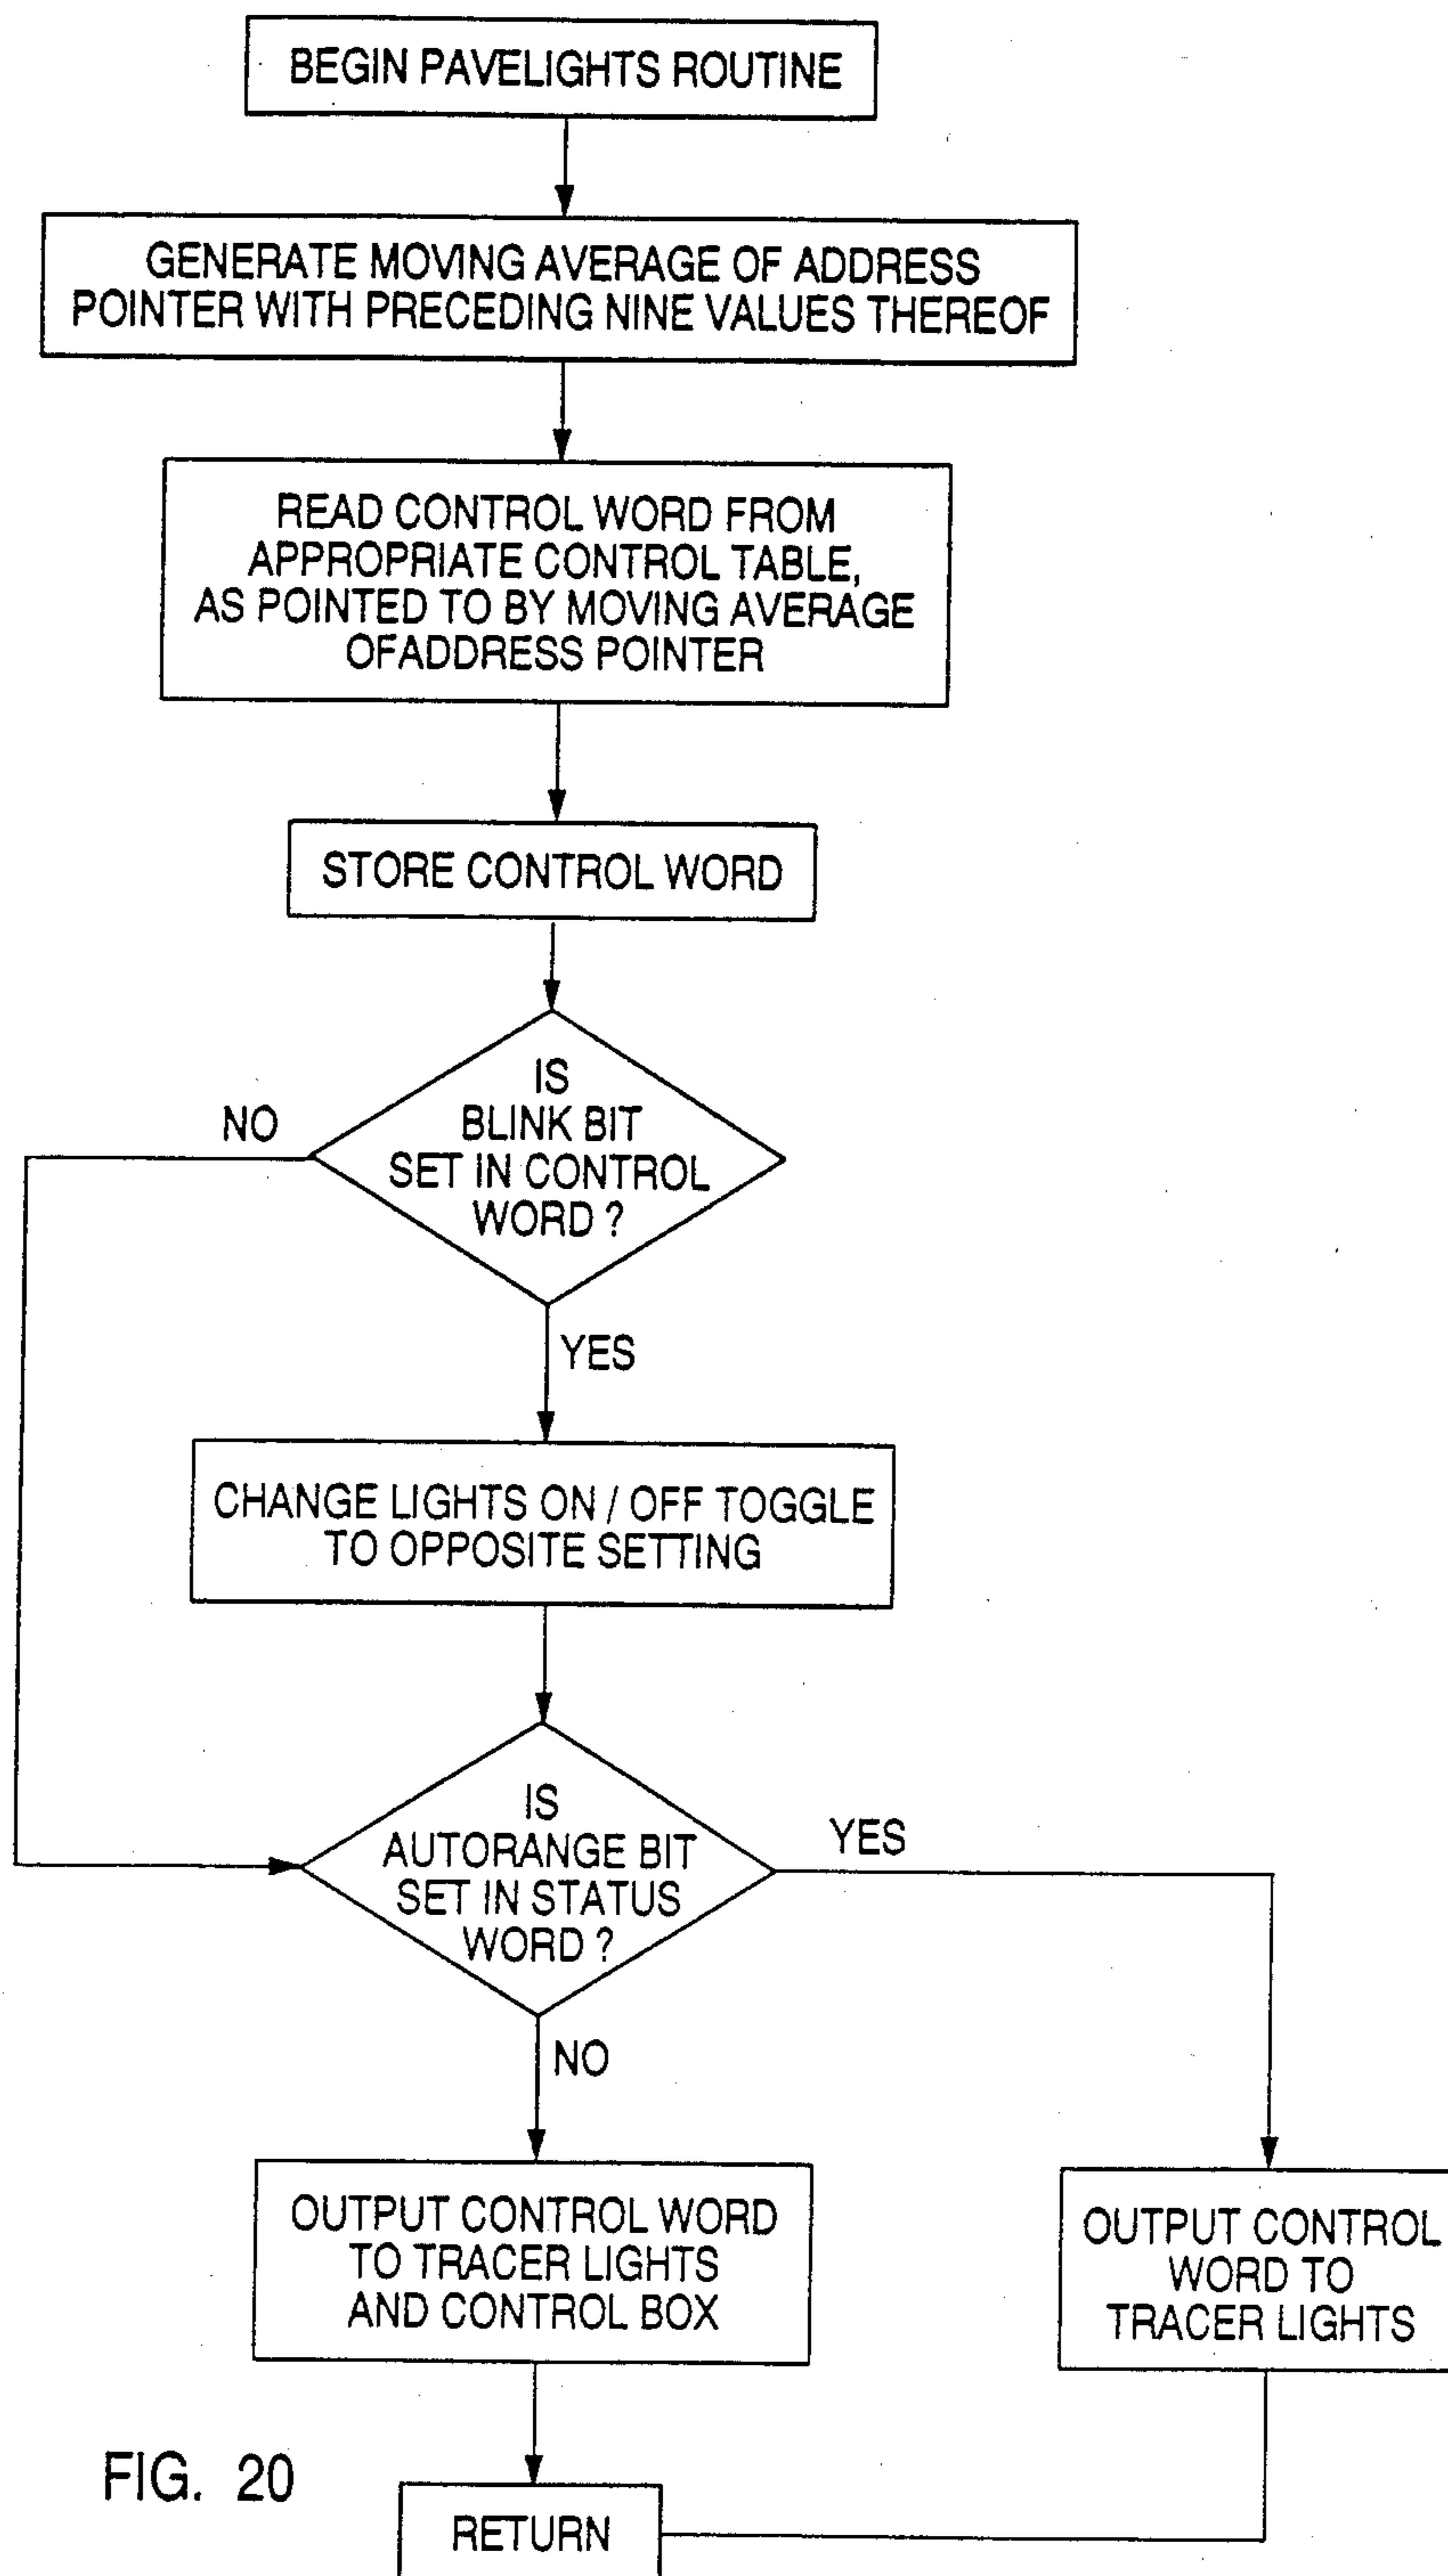 BEGIN PAVELIGHTS ROUTINE
GENERATE MOVING AVERAGE OF ADDRESS
POINTER WITH PRECEDING NINE VALUES THEREOF
READ CONTROL WORD FROM
APPROPRIATE CONTROL TABLE,
AS POINTED TO BY MOVING AVERAGE
OFADDRESS POINTER
STORE CONTROL WORD
IS
BLINK BIT
SET IN CONTROL
WORD ?
NO
YES
CHANGE LIGHTS ON / OFF TOGGLE
TO OPPOSITE SETTING
IS
AUTORANGE BIT
SET IN STATUS
WORD ?
YES
NO
OUTPUT CONTROL WORD
TO TRACER LIGHTS
AND CONTROL BOX
OUTPUT CONTROL
WORD TO
TRACER LIGHTS
RETURN
FIG. 20